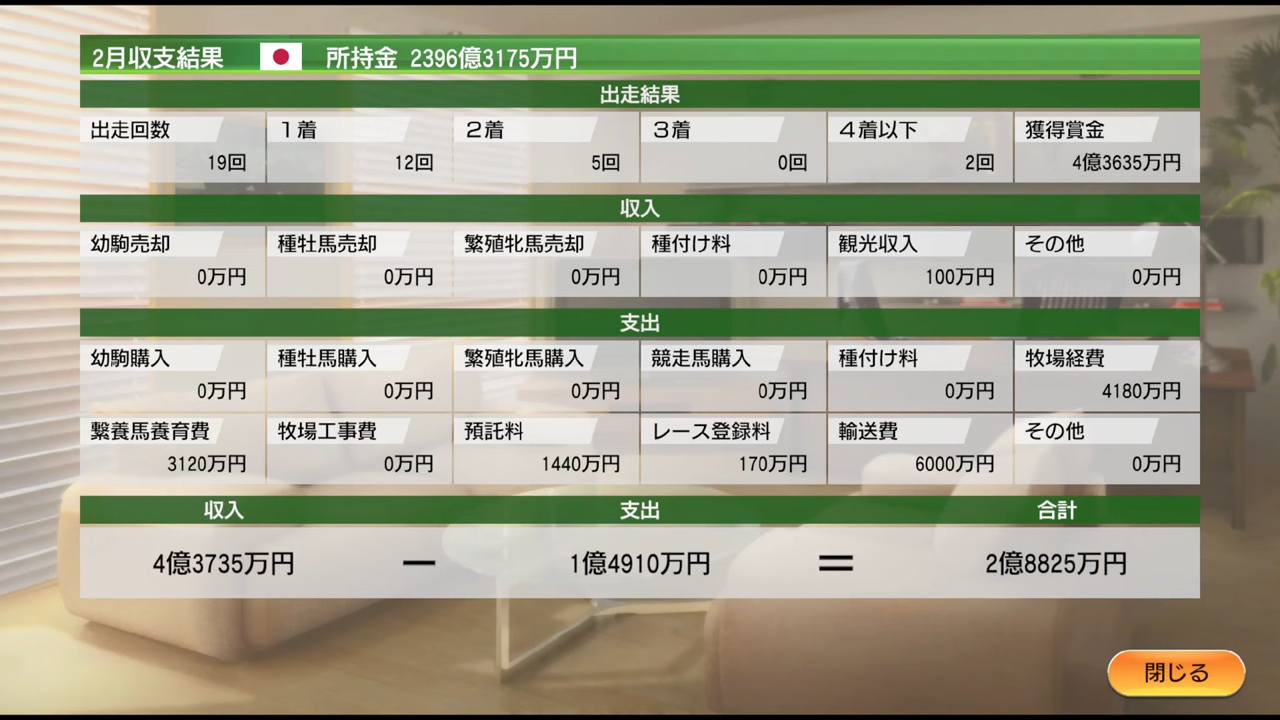 2月収支結果 所持金 2396億3175万円
出走結果
出走回数 1着 2着 3着 4着以下 獲得賞金
19回 12回 5回 0回 2回 4億3635万円
収入
幼駒売却 種牡馬売却 繁殖牝馬売却 種付け料 観光収入 その他
0万円 0万円 0万円 0万円 100万円 0万円
支出
幼駒購入 種牡馬購入 繁殖牝馬購入 競走馬購入 種付け料 牧場経費
0万円 0万円 0万円 0万円 0万円 4180万円
繋養馬養育費 牧場工事費 預託料 レース登録料 輸送費 その他
3120万円 0万円 1440万円 170万円 6000万円 0万円
収入 支出 合計
4億3735万円 － 1億4910万円 ＝ 2億8825万円
閉じる